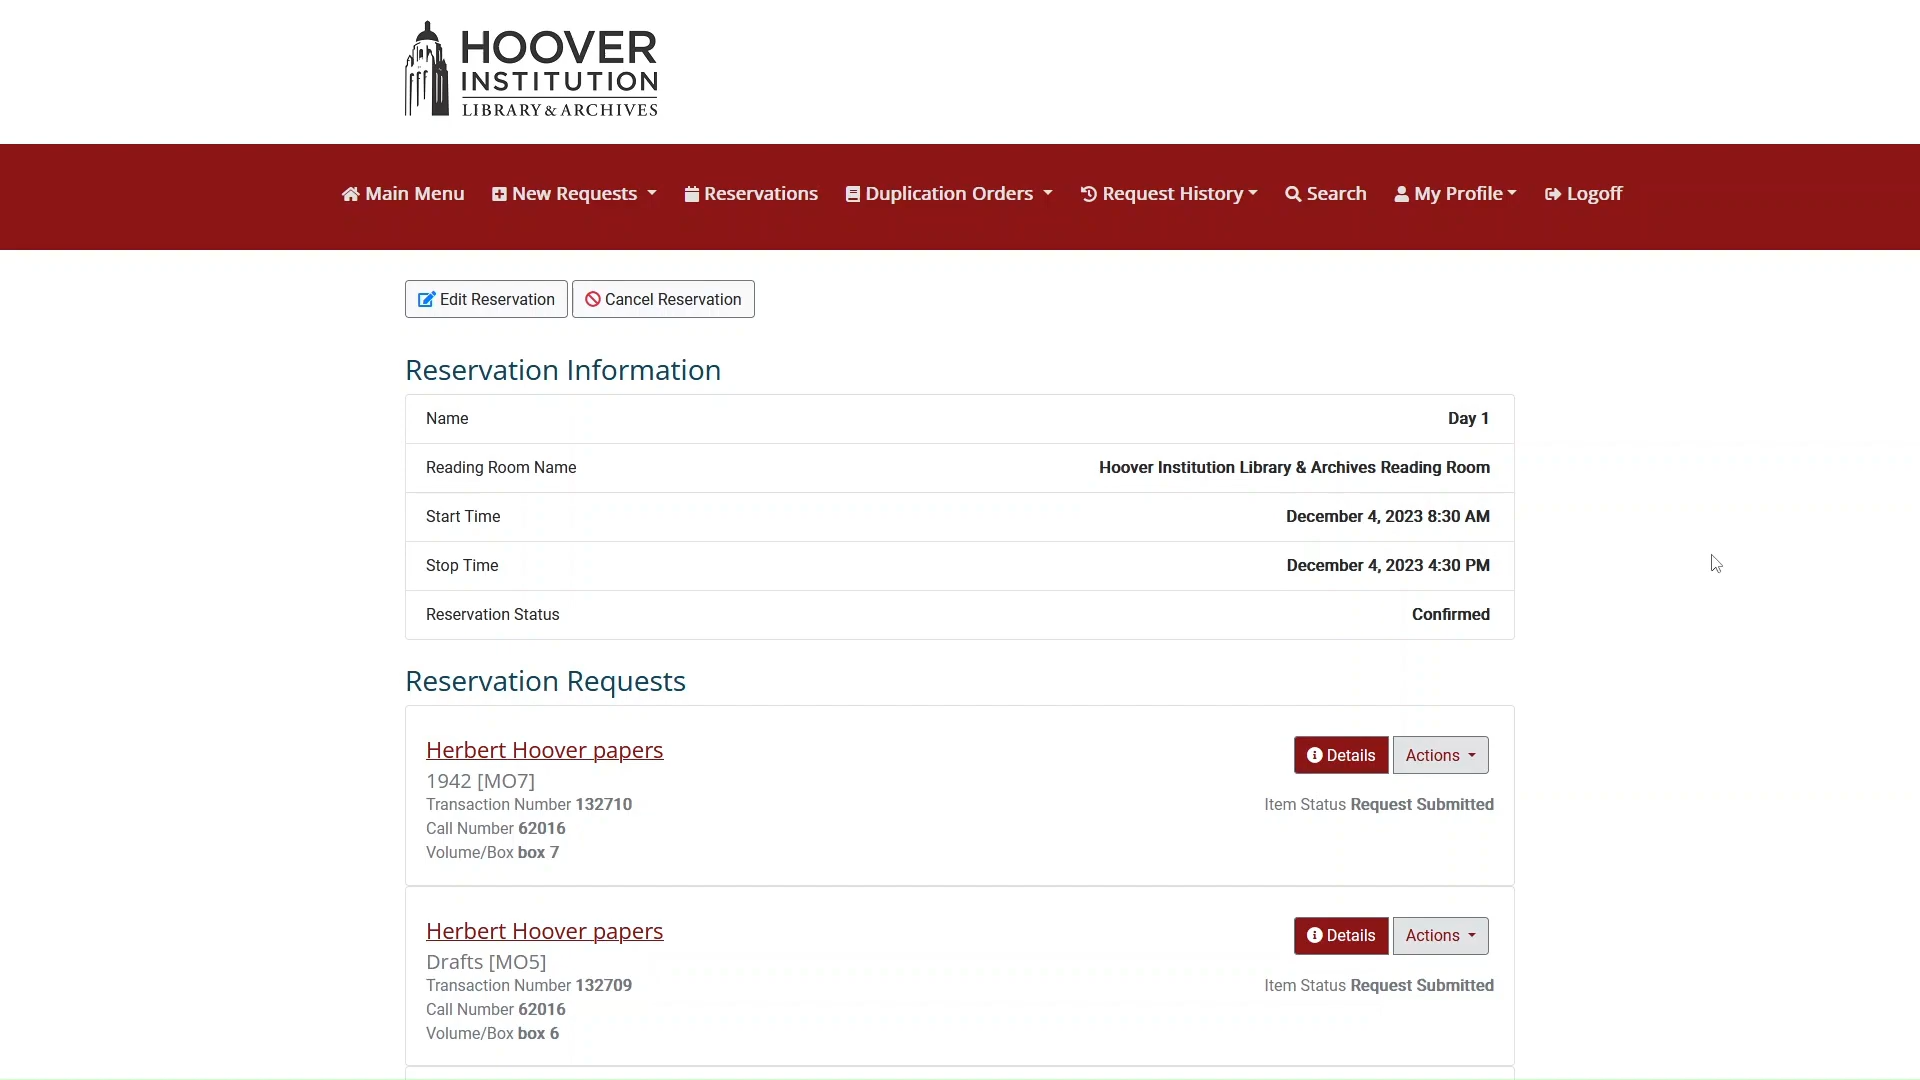 HOOVER
INSTITUTION
LIBRARY & ARCHIVES
Main Menu New Requests Reservations Duplication Orders Request History Search My Profile Logoff
Edit Reservation Cancel Reservation
Reservation Information
Name Day 1
Reading Room Name Hoover Institution Library & Archives Reading Room
Start Time December 4, 2023 8:30 AM
Stop Time December 4, 2023 4:30 PM
Reservation Status Confirmed
Reservation Requests
Herbert Hoover papers Details Actions
1942 [MO7]
Transaction Number 132710 Item Status Request Submitted
Call Number 62016
Volume/Box box 7
Herbert Hoover papers Details Actions
Drafts [MO5]
Transaction Number 132709 Item Status Request Submitted
Call Number 62016
Volume/Box box 6